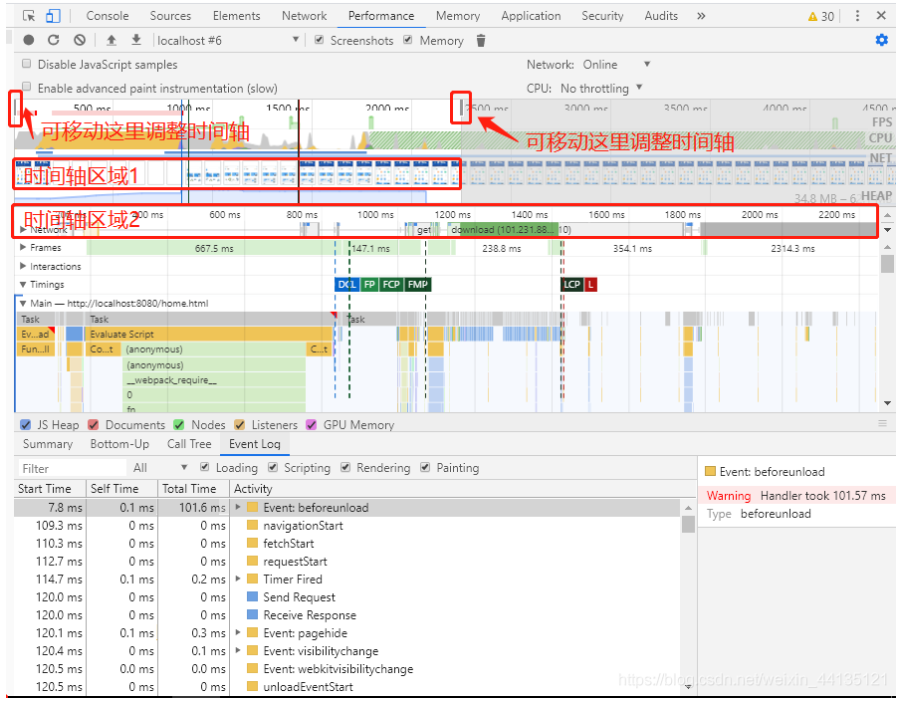 Console Sources Elements Network Performance Memory Application Security Audits » 30
localhost #6 Screenshots Memory
Disable JavaScript samples Network: Online
Enable advanced paint instrumentation (slow) CPU: No throttling
500 ms 1000 ms 1500 ms 2000 ms 2500 ms 3000 ms 3500 ms 4000 ms 4500
FPS
可移动这里调整时间轴 可移动这里调整时间轴
CPU
NET
时间轴区域1
34.8 MB – 6 HEAP
时间轴区域2
400 ms 600 ms 800 ms 1000 ms 1200 ms 1400 ms 1600 ms 1800 ms 2000 ms 2200 ms
Network get download (101.231.88... 10)
Frames 667.5 ms 147.1 ms 238.8 ms 354.1 ms 2314.3 ms
Interactions
Timings DCL FP FCP FMP LCP L
Main — http://localhost:8080/home.html
Task Task Task
Ev...ad Evaluate Script
Fun...ll Co...t (anonymous) C...t
(anonymous)
__webpack_require__
0
fn
JS Heap Documents Nodes Listeners GPU Memory
Summary Bottom-Up Call Tree Event Log
Filter All Loading Scripting Rendering Painting
Start Time Self Time Total Time Activity
7.8 ms 0.1 ms 101.6 ms Event: beforeunload
109.3 ms 0 ms 0 ms navigationStart
110.3 ms 0 ms 0 ms fetchStart
112.7 ms 0 ms 0 ms requestStart
114.7 ms 0.1 ms 0.2 ms Timer Fired
120.0 ms 0 ms 0 ms Send Request
120.0 ms 0 ms 0 ms Receive Response
120.1 ms 0.1 ms 0.3 ms Event: pagehide
120.4 ms 0 ms 0.1 ms Event: visibilitychange
120.5 ms 0.0 ms 0.0 ms Event: webkitvisibilitychange
120.5 ms 0 ms 0 ms unloadEventStart
Event: beforeunload
Warning Handler took 101.57 ms
Type beforeunload
https://blog.csdn.net/weixin_44135121